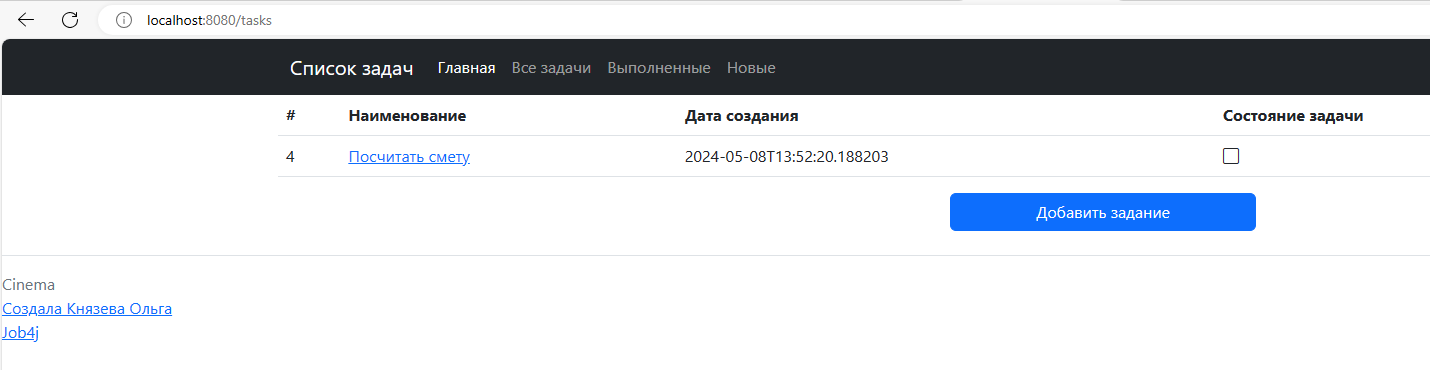 localhost:8080/tasks
Список задач Главная Все задачи Выполненные Новые
# Наименование Дата создания Состояние задачи
4 Посчитать смету 2024-05-08T13:52:20.188203
Добавить задание
Cinema
Создала Князева Ольга
Job4j